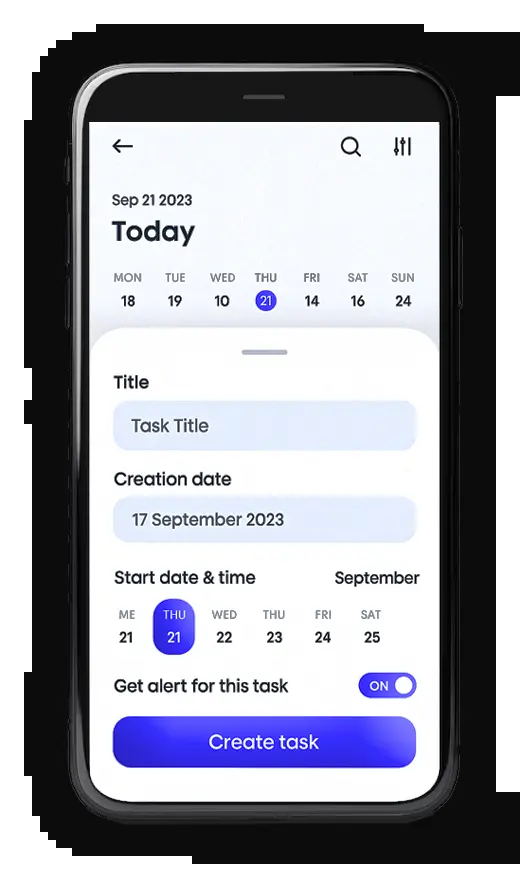 Sep 21 2023
Today
MON TUE WED THU FRI SAT SUN
18 19 10 21 14 16 24
Title
Task Title
Creation date
17 September 2023
Start date & time September
ME THU WED THU FRI SAT
21 21 22 23 24 25
Get alert for this task ON
Create task